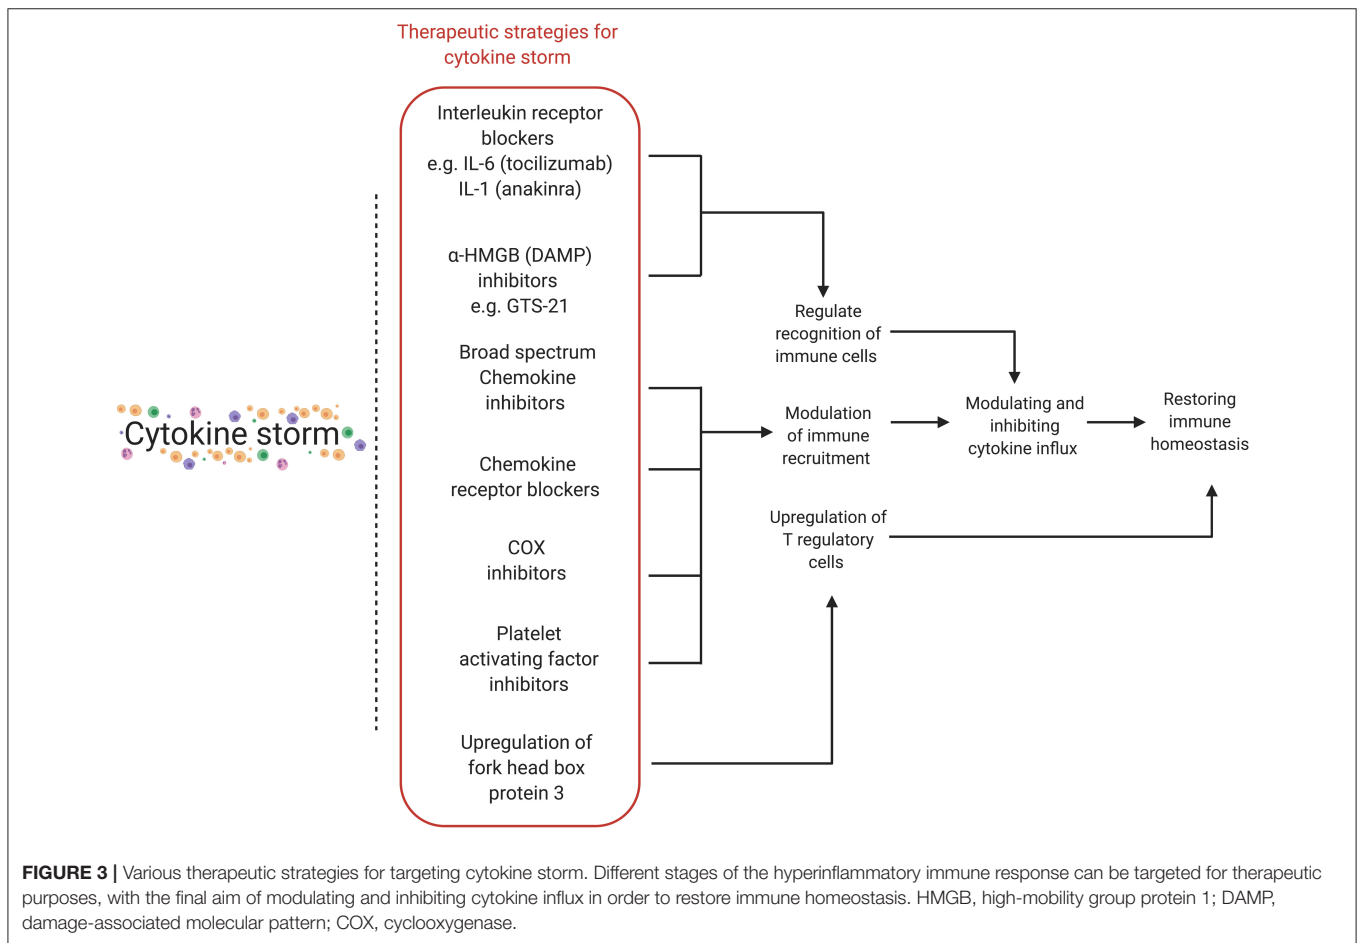 Therapeutic strategies for
cytokine storm
Interleukin receptor
blockers
e.g. IL-6 (tocilizumab)
IL-1 (anakinra)
α-HMGB (DAMP)
inhibitors
e.g. GTS-21
Broad spectrum
Chemokine
inhibitors
Chemokine
receptor blockers
COX
inhibitors
Platelet
activating factor
inhibitors
Upregulation of
fork head box
protein 3
Cytokine storm
Regulate
recognition of
immune cells
Modulation
of immune
recruitment
Upregulation of
T regulatory
cells
Modulating and
inhibiting
cytokine influx
Restoring
immune
homeostasis
FIGURE 3 | Various therapeutic strategies for targeting cytokine storm. Different stages of the hyperinflammatory immune response can be targeted for therapeutic
purposes, with the final aim of modulating and inhibiting cytokine influx in order to restore immune homeostasis. HMGB, high-mobility group protein 1; DAMP,
damage-associated molecular pattern; COX, cyclooxygenase.